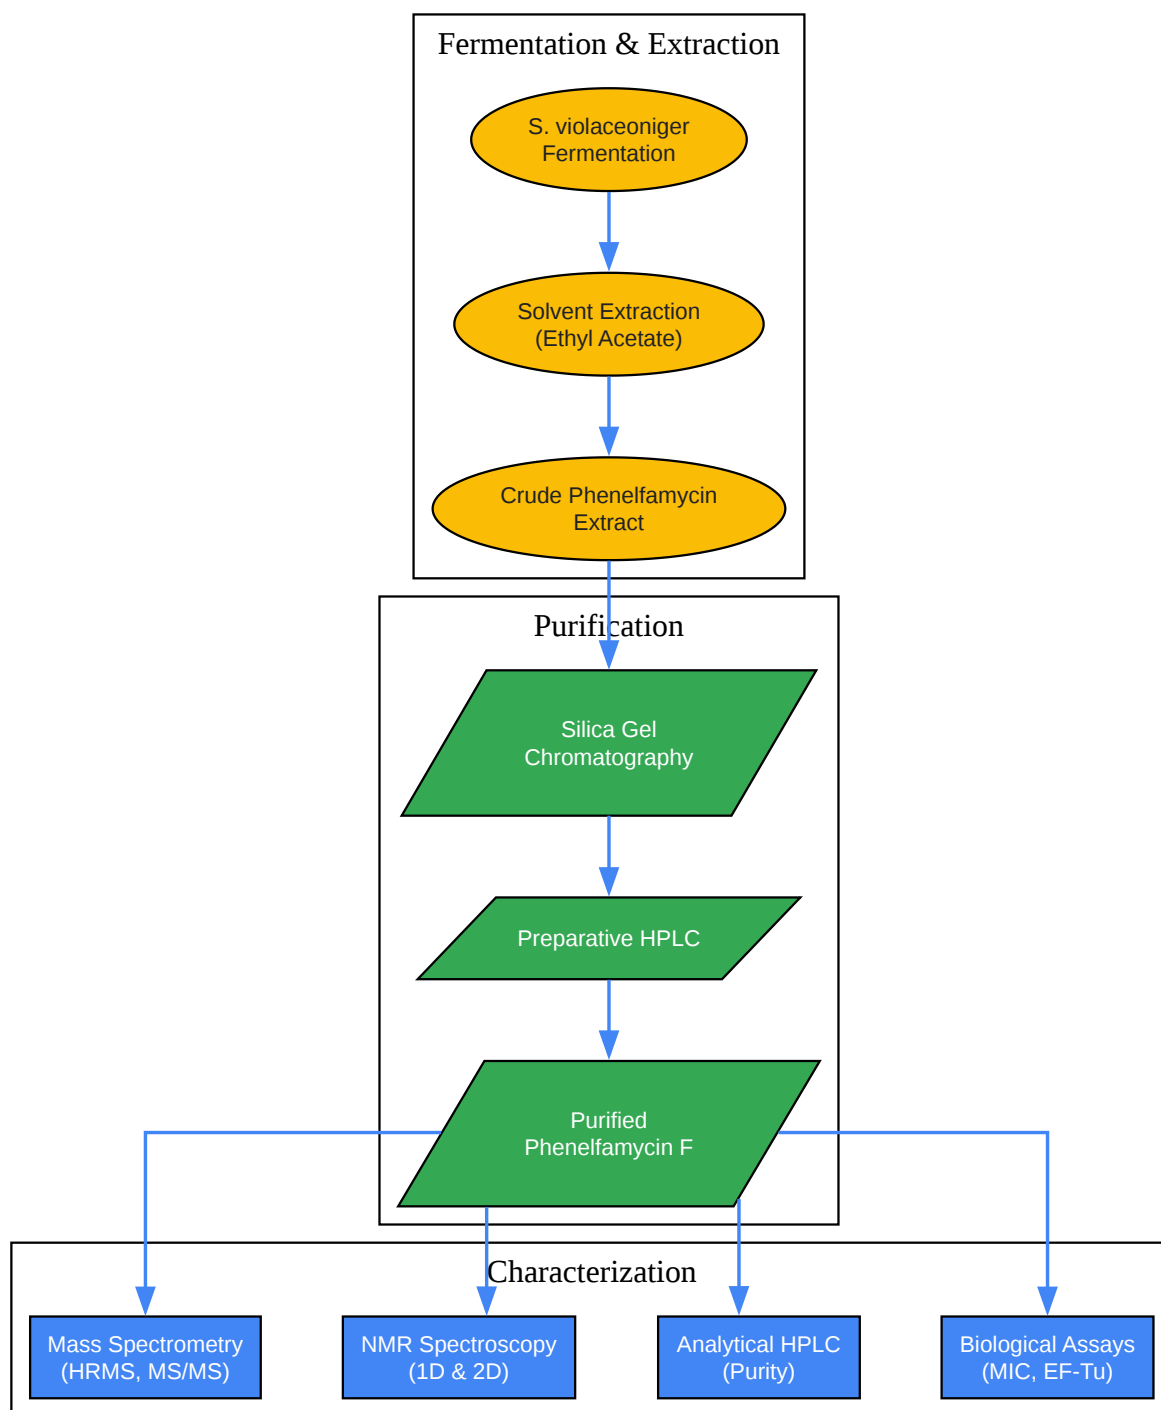 Fermentation & Extraction
S. violaceoniger
Fermentation
Solvent Extraction
(Ethyl Acetate)
Crude Phenelfamycin
Extract
Purification
Silica Gel
Chromatography
Preparative HPLC
Purified
Phenelfamycin F
Characterization
Mass Spectrometry
(HRMS, MS/MS)
NMR Spectroscopy
(1D & 2D)
Analytical HPLC
(Purity)
Biological Assays
(MIC, EF-Tu)